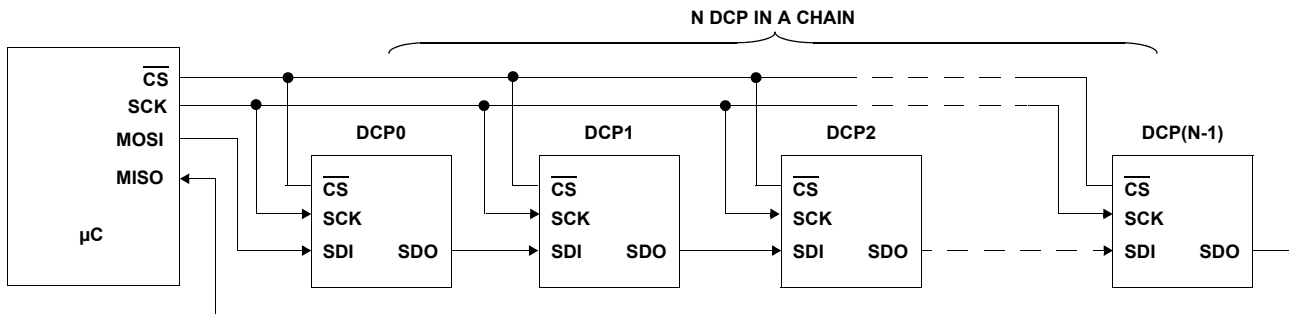 N DCP IN A CHAIN
CS
SCK
MOSI
MISO
µC
DCP0
CS
SCK
SDI SDO
DCP1
CS
SCK
SDI SDO
DCP2
CS
SCK
SDI SDO
DCP(N-1)
CS
SCK
SDI SDO